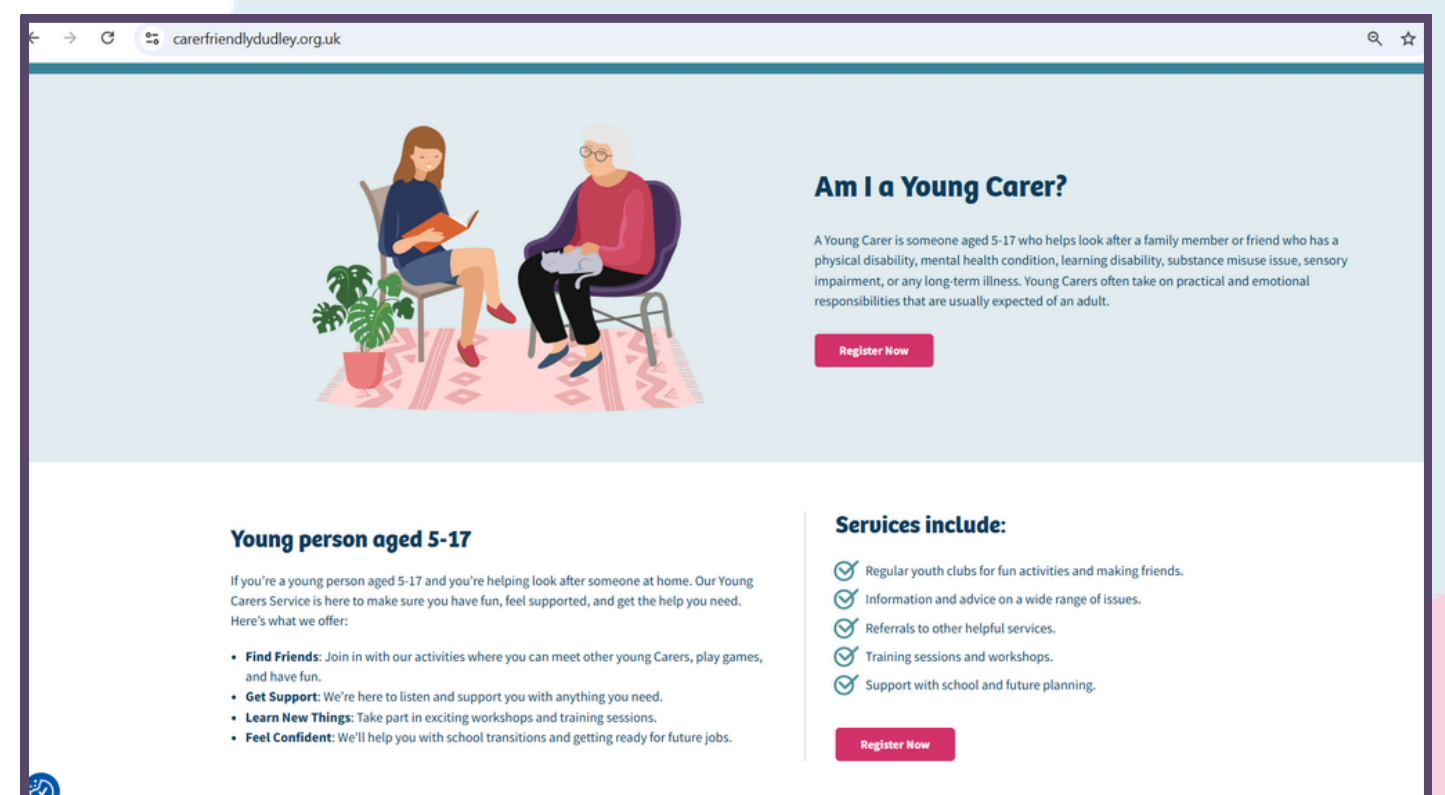 carerfriendlydudley.org.uk
Am I a Young Carer?
A Young Carer is someone aged 5-17 who helps look after a family member or friend who has a
physical disability, mental health condition, learning disability, substance misuse issue, sensory
impairment, or any long-term illness. Young Carers often take on practical and emotional
responsibilities that are usually expected of an adult.
Register Now
Young person aged 5-17
If you're a young person aged 5-17 and you're helping look after someone at home. Our Young
Carers Service is here to make sure you have fun, feel supported, and get the help you need.
Here's what we offer:
• Find Friends: Join in with our activities where you can meet other young Carers, play games,
and have fun.
• Get Support: We're here to listen and support you with anything you need.
• Learn New Things: Take part in exciting workshops and training sessions.
• Feel Confident: We'll help you with school transitions and getting ready for future jobs.
Services include:
Regular youth clubs for fun activities and making friends.
Information and advice on a wide range of issues.
Referrals to other helpful services.
Training sessions and workshops.
Support with school and future planning.
Register Now